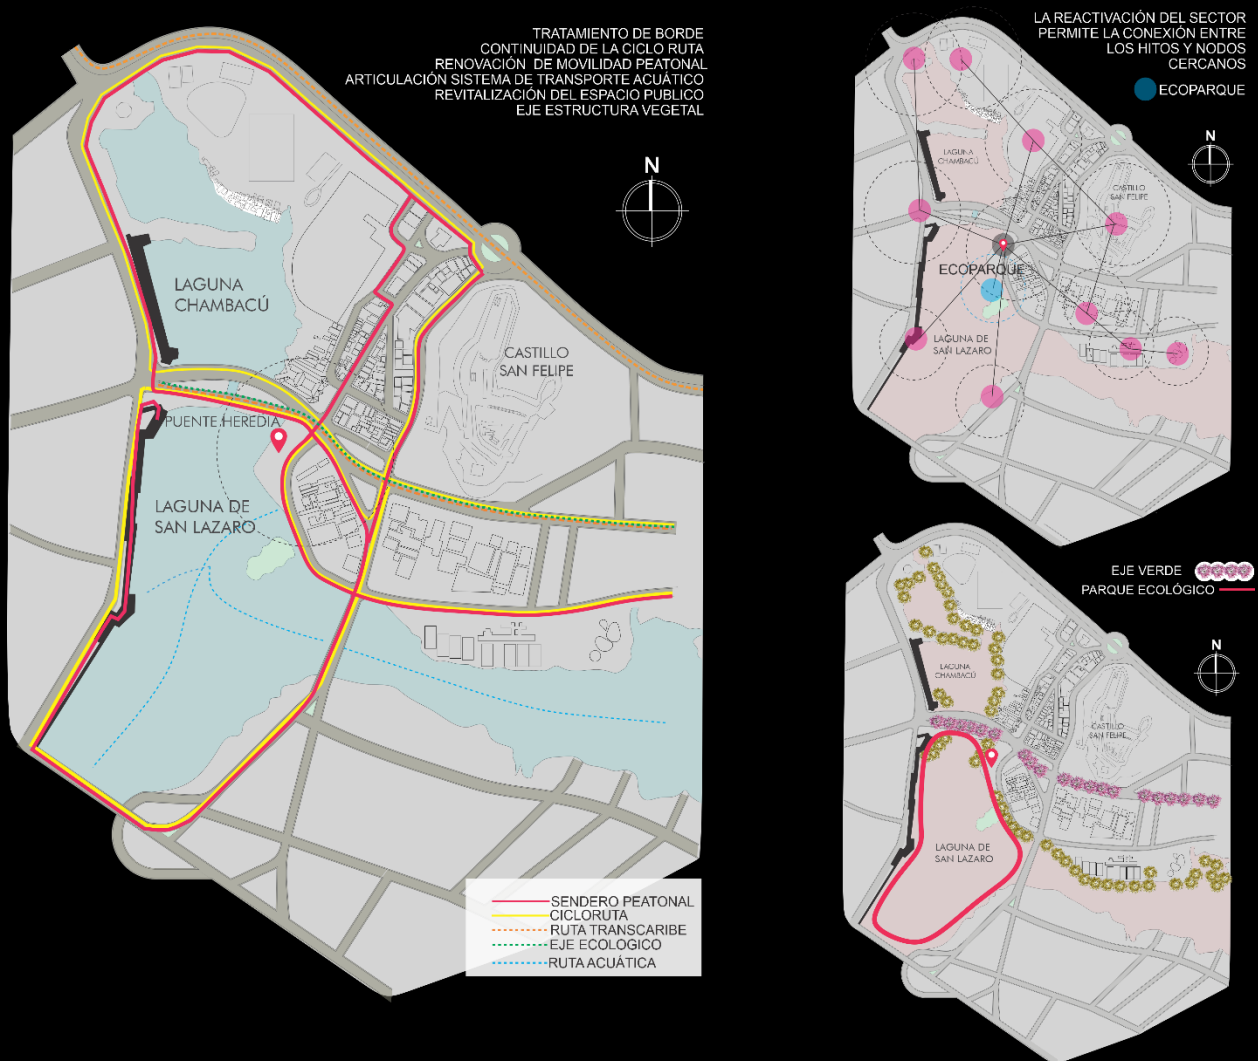 TRATAMIENTO DE BORDE
CONTINUIDAD DE LA CICLO RUTA
RENOVACIÓN DE MOVILIDAD PEATONAL
ARTICULACIÓN SISTEMA DE TRANSPORTE ACUÁTICO
REVITALIZACIÓN DEL ESPACIO PUBLICO
EJE ESTRUCTURA VEGETAL
N
LAGUNA
CHAMBACÚ
CASTILLO
SAN FELIPE
PUENTE HEREDIA
LAGUNA DE
SAN LAZARO
SENDERO PEATONAL
CICLORUTA
RUTA TRANSCARIBE
EJE ECOLOGICO
RUTA ACUÁTICA
LA REACTIVACIÓN DEL SECTOR
PERMITE LA CONEXIÓN ENTRE
LOS HITOS Y NODOS
CERCANOS
ECOPARQUE
N
LAGUNA
CHAMBACÚ
CASTILLO
SAN FELIPE
ECOPARQUE
LAGUNA DE
SAN LAZARO
EJE VERDE
PARQUE ECOLÓGICO
N
LAGUNA
CHAMBACÚ
CASTILLO
SAN FELIPE
LAGUNA DE
SAN LAZARO